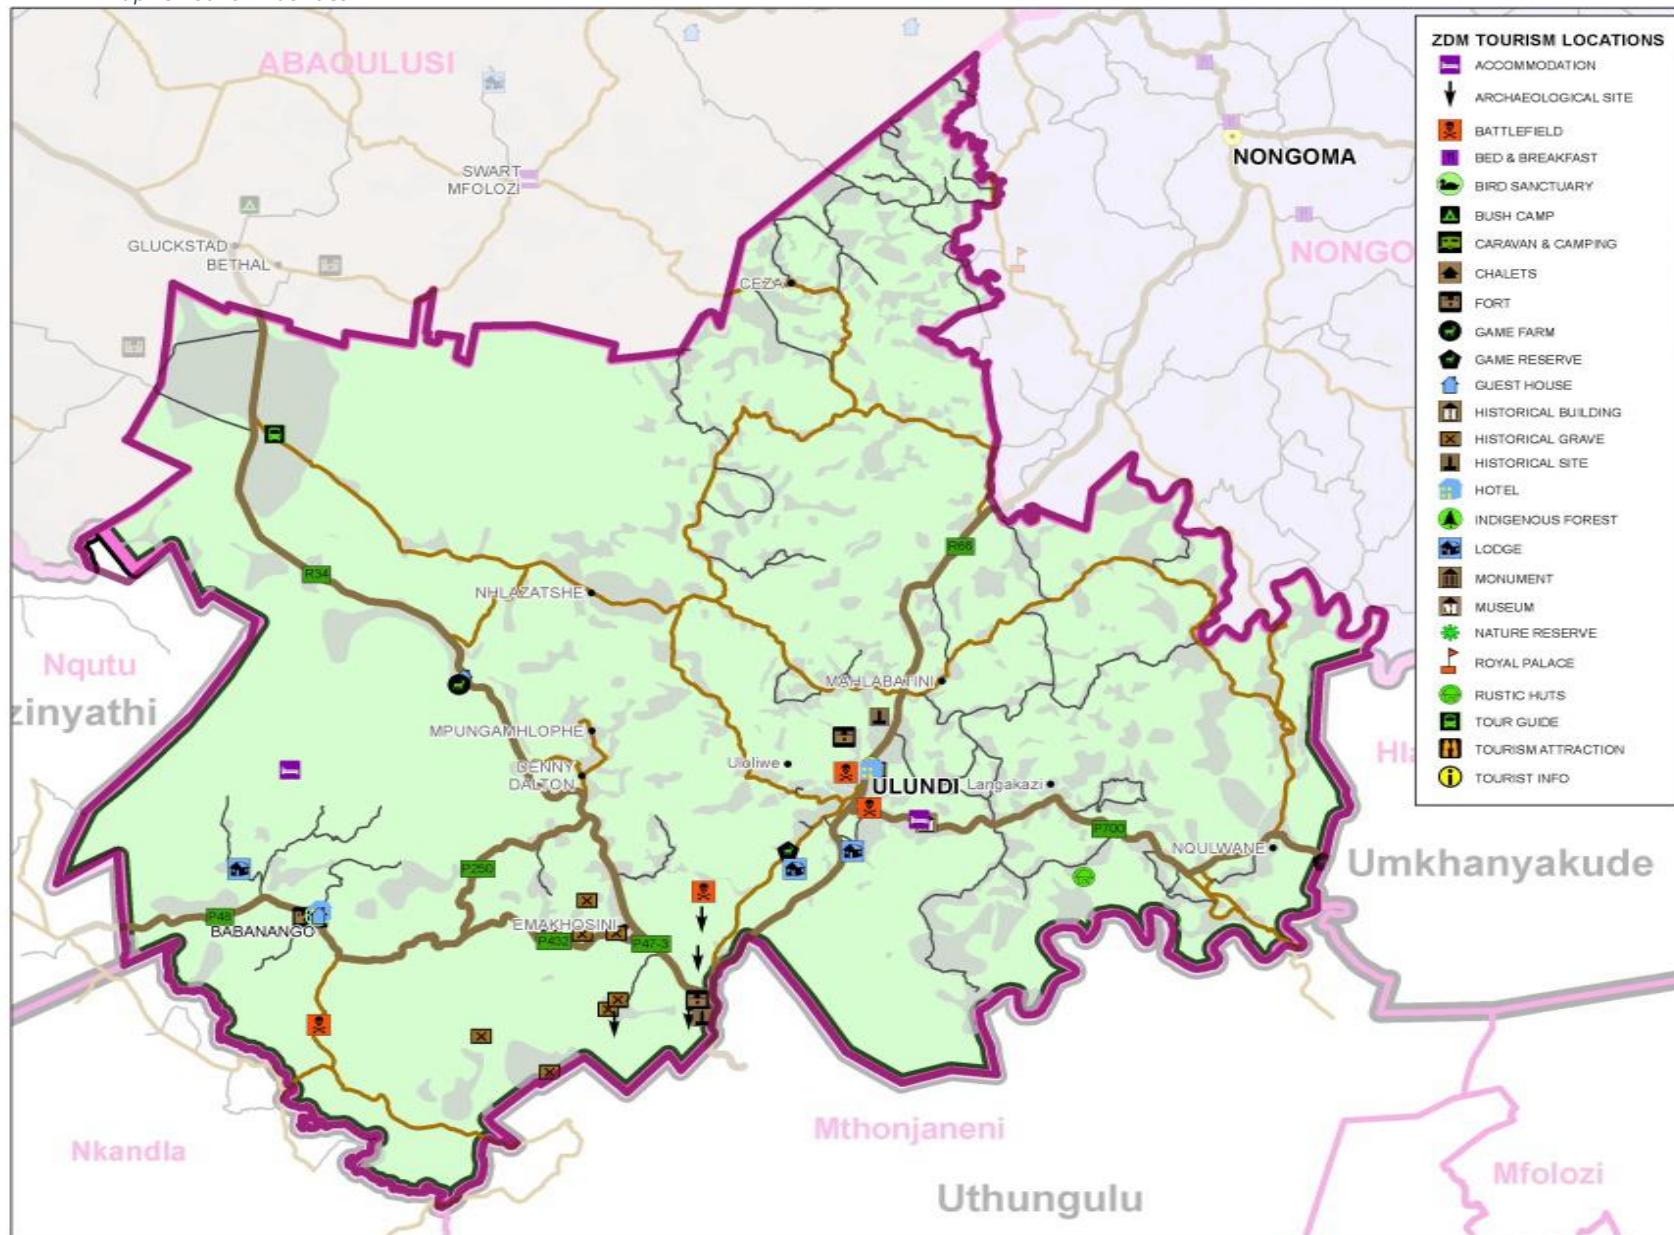 ABAQULUSI
SWART
MFOLOZI
NONGOMA
GLUCKSTAD
BETHAL
NONGO
CEZA
R66
R34
NHLAZATSHE
Nqutu
zinyathi
MAHLABATINI
MPUNGAMHLOPHE
DENNY
DALTON
Uloliwe
ULUNDI
Langakazi
Hla
P700
NQULWANE
Umkhanyakude
P250
P48
BABANANGO
EMAKHOSINI
P432
P47-3
Mthonjaneni
Nkandla
Mfolozi
Uthungulu
ZDM TOURISM LOCATIONS
ACCOMMODATION
ARCHAEOLOGICAL SITE
BATTLEFIELD
BED & BREAKFAST
BIRD SANCTUARY
BUSH CAMP
CARAVAN & CAMPING
CHALETS
FORT
GAME FARM
GAME RESERVE
GUEST HOUSE
HISTORICAL BUILDING
HISTORICAL GRAVE
HISTORICAL SITE
HOTEL
INDIGENOUS FOREST
LODGE
MONUMENT
MUSEUM
NATURE RESERVE
ROYAL PALACE
RUSTIC HUTS
TOUR GUIDE
TOURISM ATTRACTION
TOURIST INFO